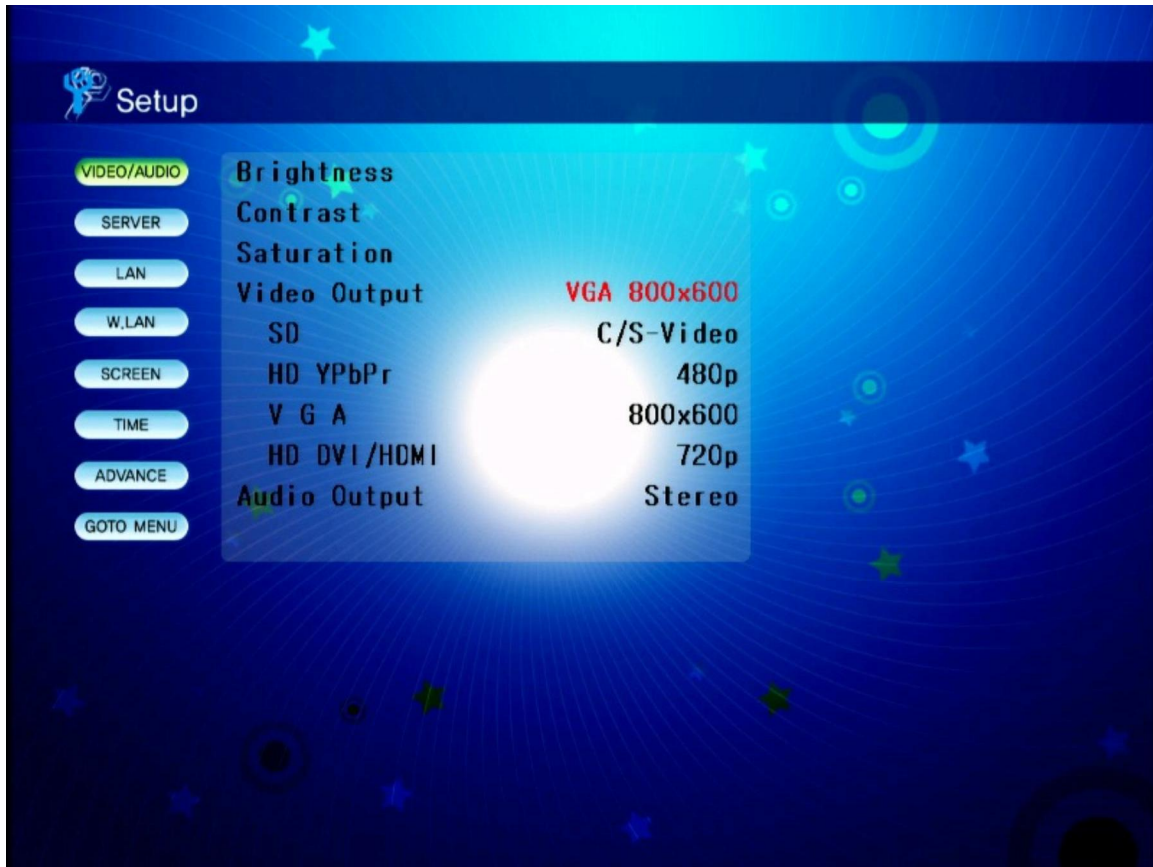 Setup
VIDEO/AUDIO
SERVER
LAN
W.LAN
SCREEN
TIME
ADVANCE
GOTO MENU
Brightness
Contrast
Saturation
Video Output VGA 800x600
SD C/S-Video
HD YPbPr 480p
V G A 800x600
HD DVI/HDMI 720p
Audio Output Stereo